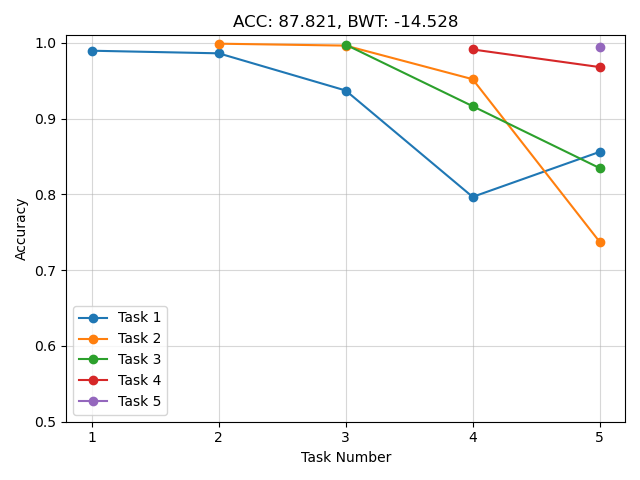 ACC: 87.821, BWT: -14.528
1.0
0.9
0.8
0.7
0.6
0.5
Accuracy
Task 1
Task 2
Task 3
Task 4
Task 5
1 2 3 4 5
Task Number